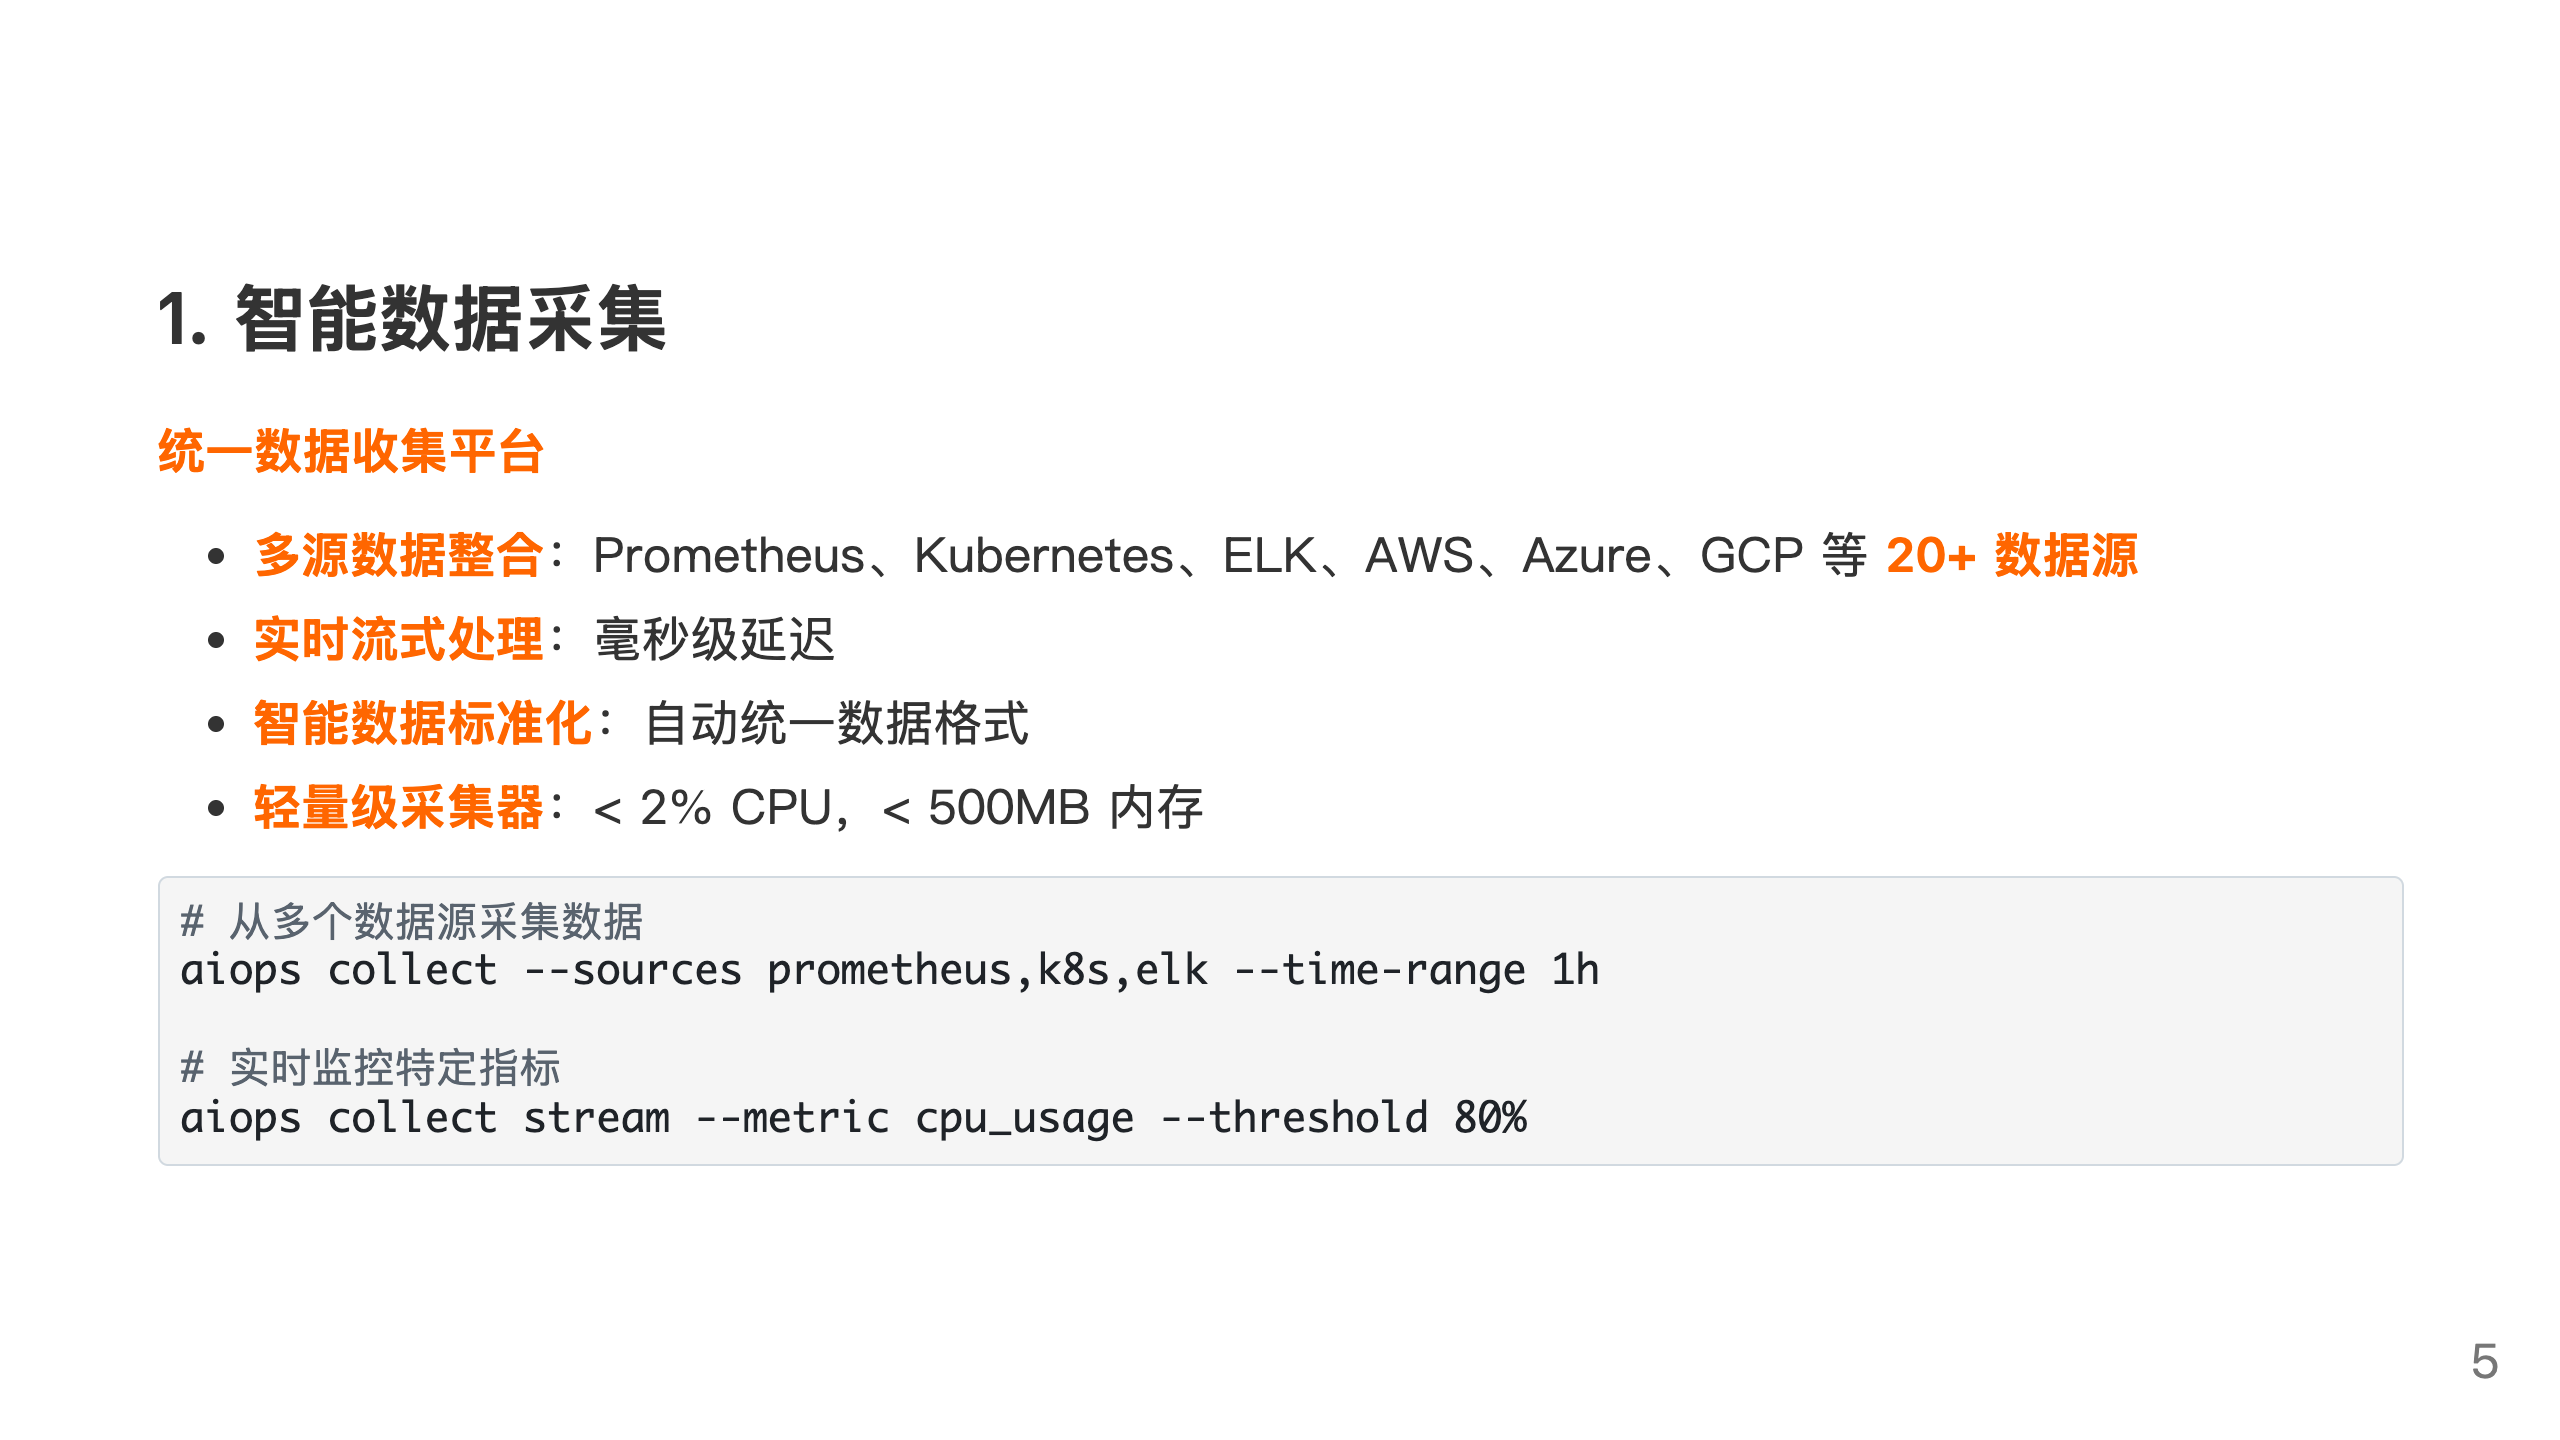 1. 智能数据采集
统一数据收集平台
• 多源数据整合：Prometheus、Kubernetes、ELK、AWS、Azure、GCP 等 20+ 数据源
• 实时流式处理：毫秒级延迟
• 智能数据标准化：自动统一数据格式
• 轻量级采集器：< 2% CPU，< 500MB 内存
# 从多个数据源采集数据
aiops collect --sources prometheus,k8s,elk --time-range 1h
# 实时监控特定指标
aiops collect stream --metric cpu_usage --threshold 80%
5